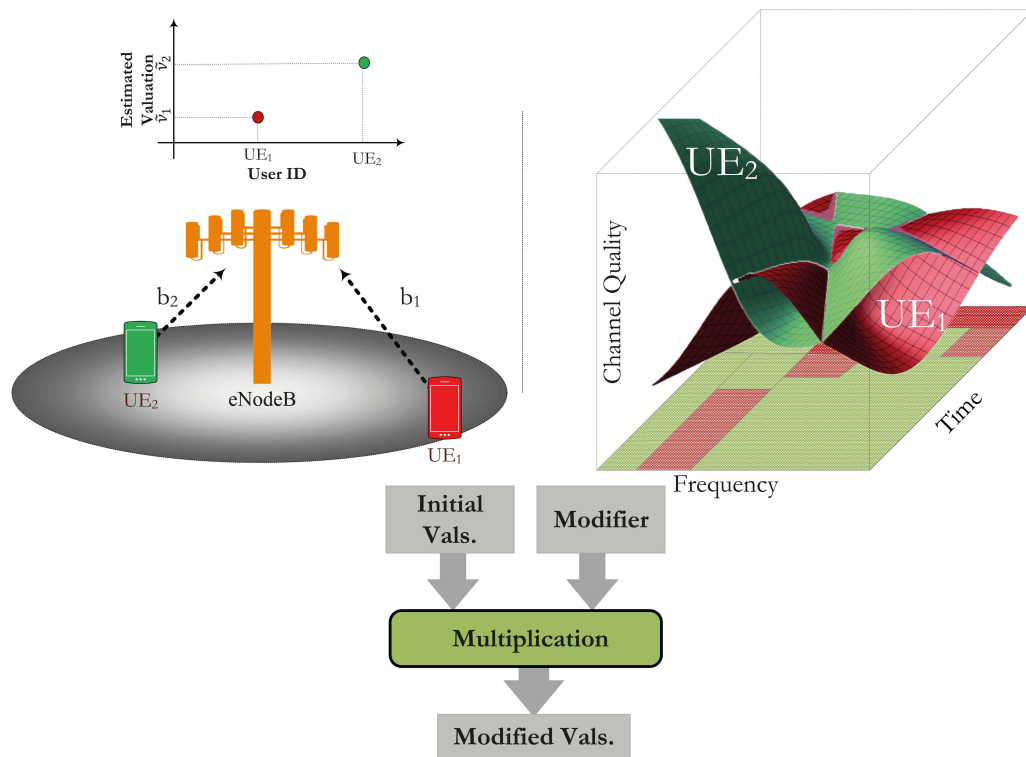 Estimated
Valuation
ṽ₂
ṽ₁
UE₁
UE₂
User ID
b₂
b₁
UE₂
eNodeB
UE₁
UE₂
UE₁
Channel Quality
Time
Frequency
Initial
Vals.
Modifier
Multiplication
Modified Vals.